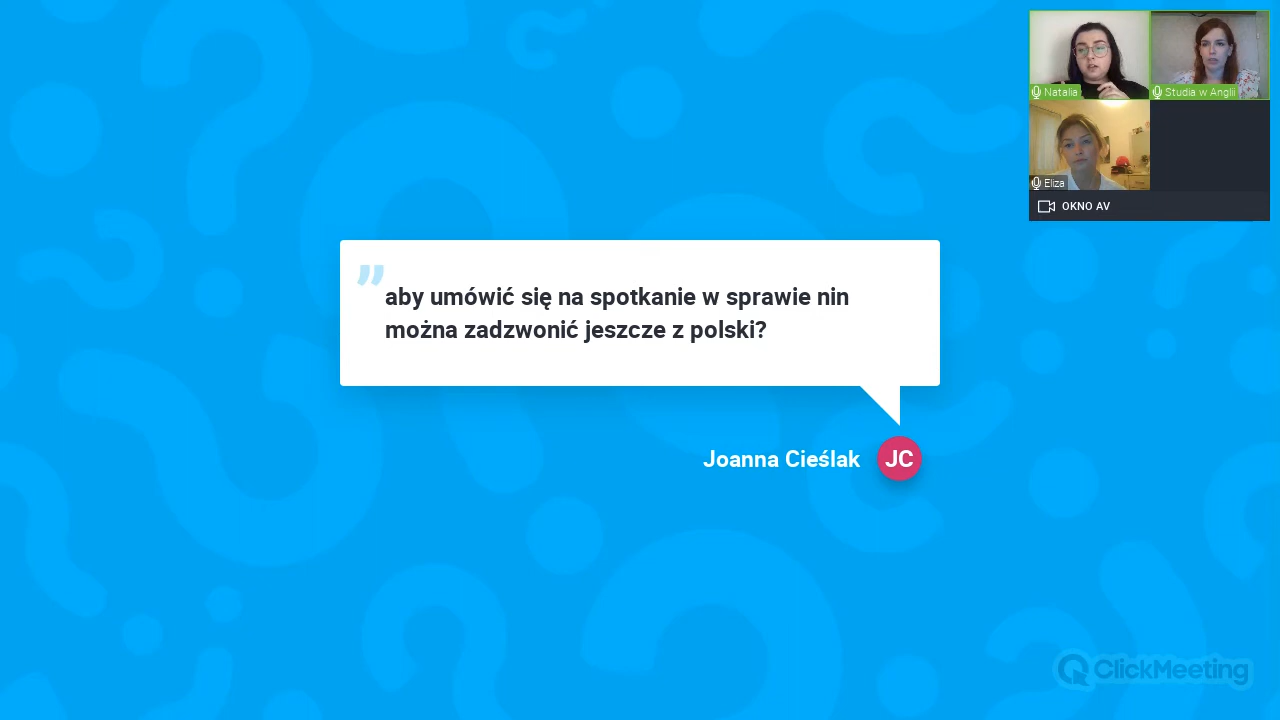 Natalia
Studia w Anglii
Eliza
OKNO AV
”
aby umówić się na spotkanie w sprawie nin
można zadzwonić jeszcze z polski?
Joanna Cieślak
JC
ClickMeeting